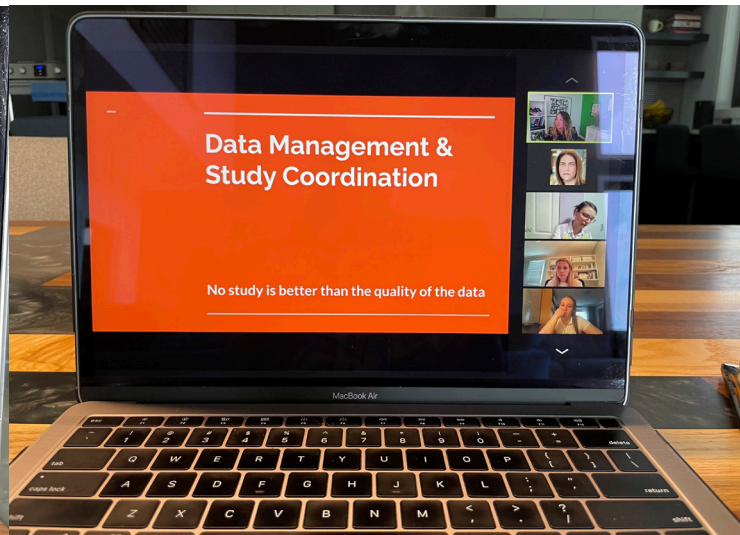 Data Management &
Study Coordination
No study is better than the quality of the data
MacBook Air
esc
! @ # $ % ^ & * ( ) _ +
1 2 3 4 5 6 7 8 9 0 - = delete
tab Q W E R T Y U I O P { } |
[ ] \
caps lock A S D F G H J K L : " return
; '
Z X C V B N M < > ? shift
, . /